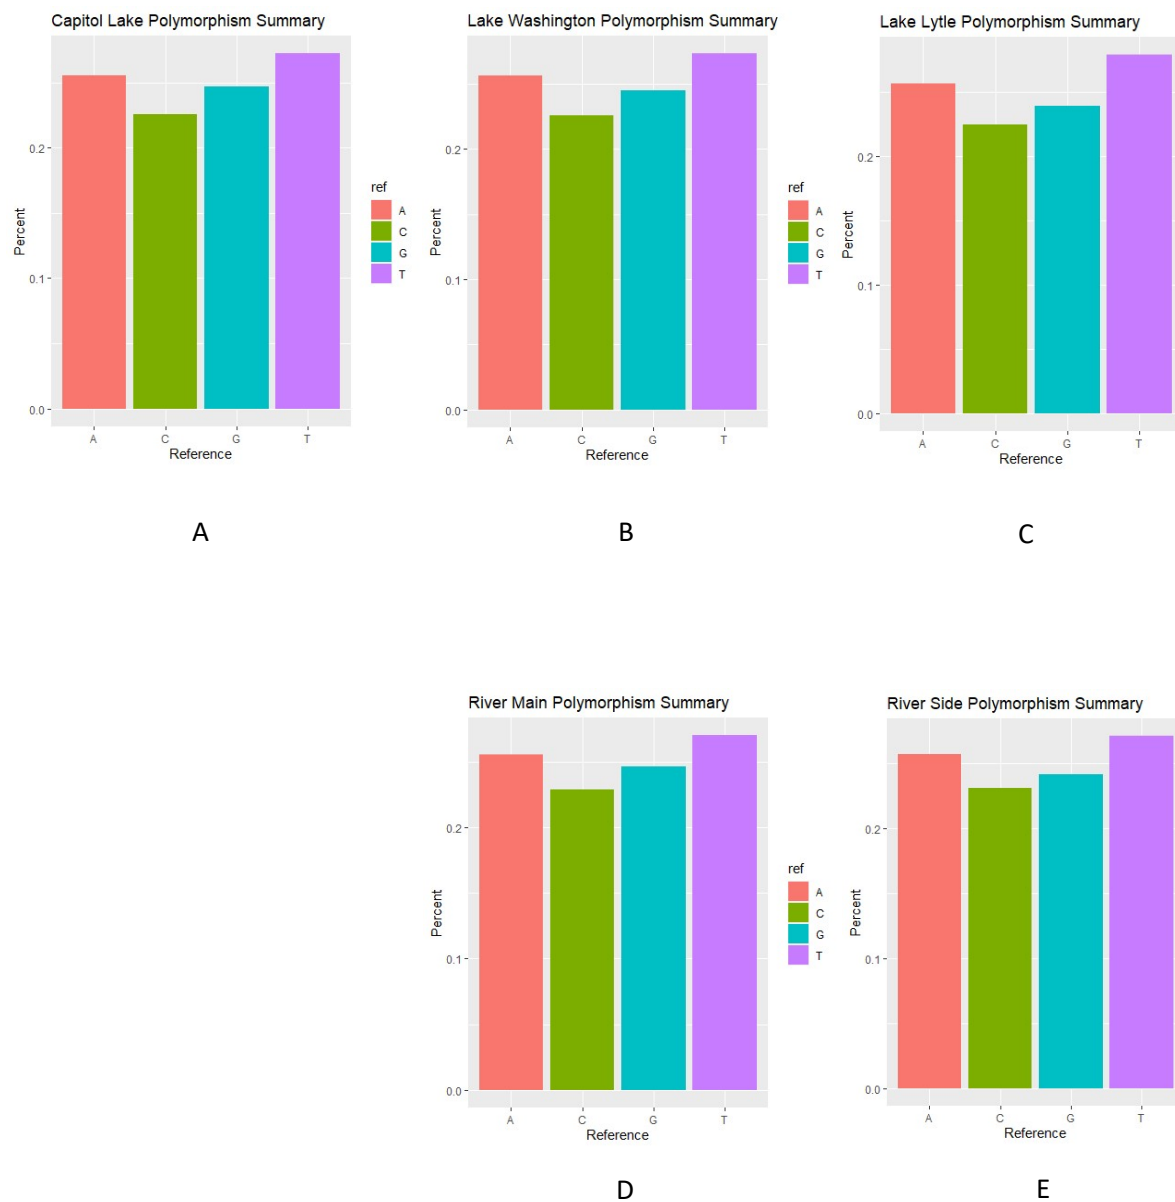 Capitol Lake Polymorphism Summary
Percent
0.2
0.1
0.0
A C G T
Reference
ref
A
C
G
T
A
Lake Washington Polymorphism Summary
Percent
0.2
0.1
0.0
A C G T
Reference
ref
A
C
G
T
B
Lake Lytle Polymorphism Summary
Percent
0.2
0.1
0.0
A C G T
Reference
C
River Main Polymorphism Summary
Percent
0.2
0.1
0.0
A C G T
Reference
ref
A
C
G
T
D
River Side Polymorphism Summary
Percent
0.2
0.1
0.0
A C G T
Reference
E